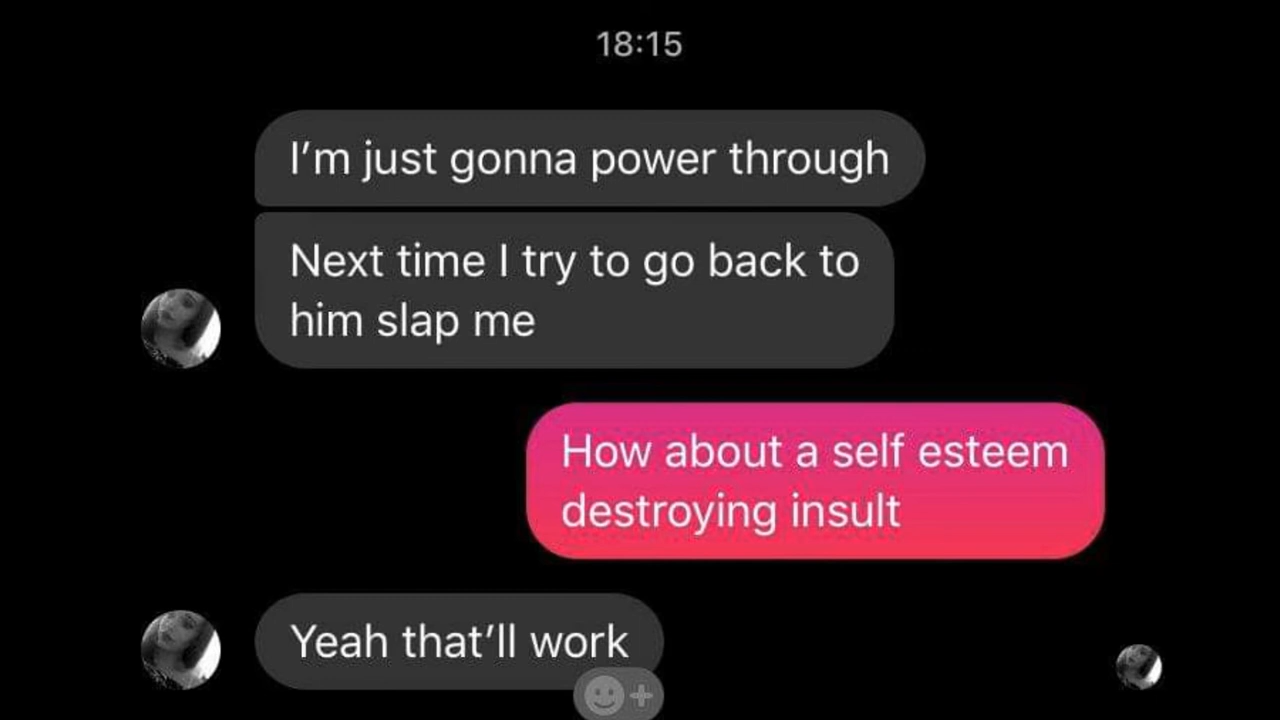 18:15
I’m just gonna power through
Next time I try to go back to
him slap me
How about a self esteem
destroying insult
Yeah that’ll work